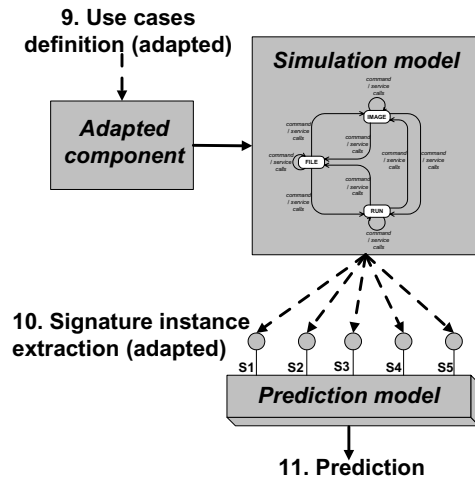 9. Use cases
definition (adapted)
Simulation model
Adapted
component
command
/ service
calls
IMAGE
command
/ service
calls
command
/ service
calls
command
/ service
calls
FILE
command
/ service
calls
command
/ service
calls
command
/ service
calls
command
/ service
calls
RUN
command
/ service
calls
10. Signature instance
extraction (adapted)
S1 S2 S3 S4 S5
Prediction model
11. Prediction